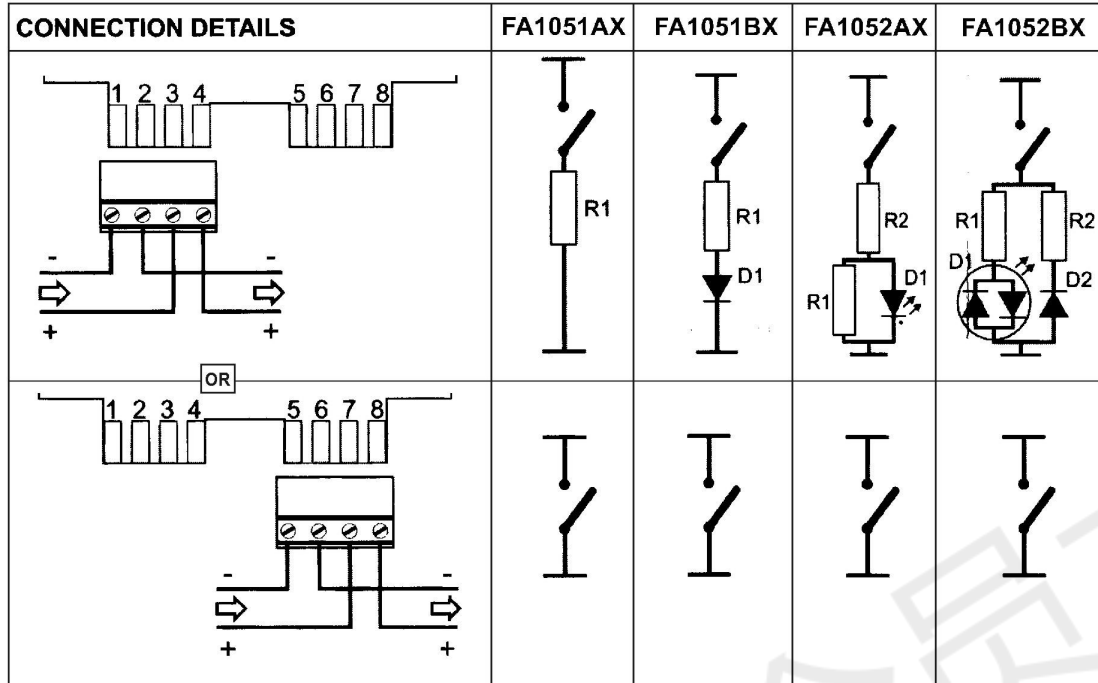 CONNECTION DETAILS FA1051AX FA1051BX FA1052AX FA1052BX
1 2 3 4 5 6 7 8
R1
R1
D1
R2
R1
D1
R1
R2
D1
D2
- -
+ +
OR
1 2 3 4 5 6 7 8
- -
+ +